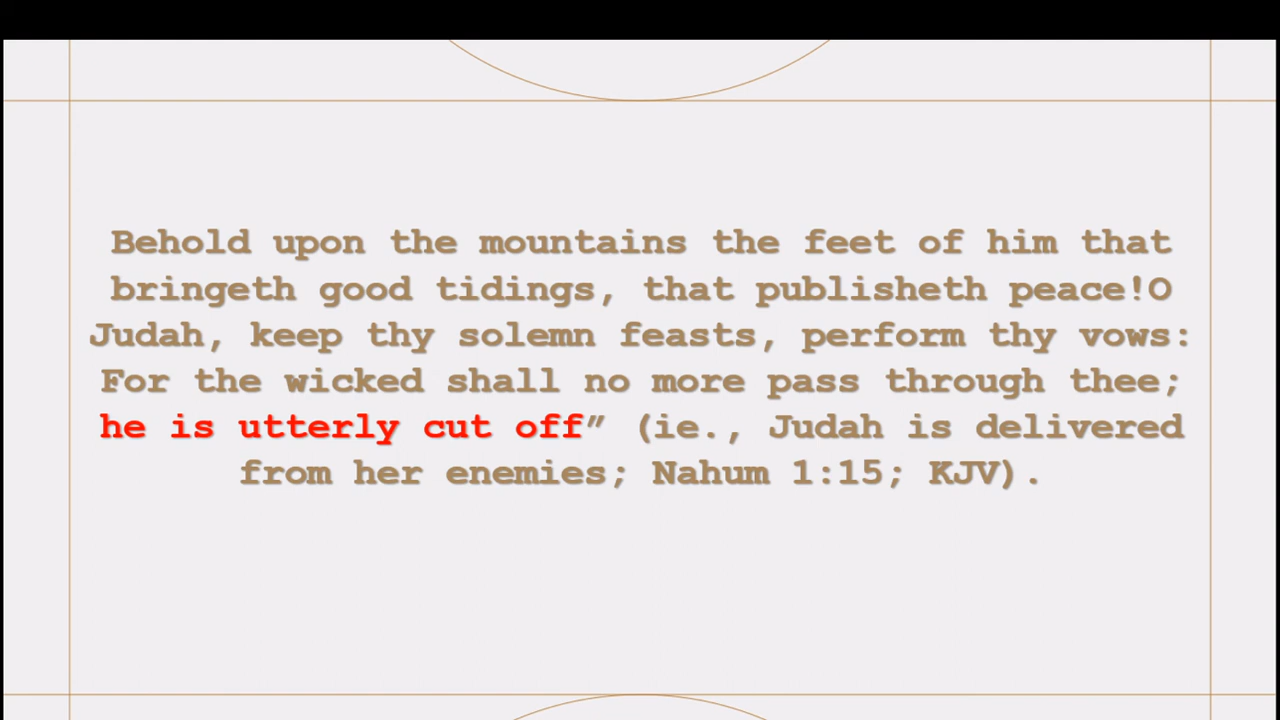 Behold upon the mountains the feet of him that
bringeth good tidings, that publisheth peace!O
Judah, keep thy solemn feasts, perform thy vows:
For the wicked shall no more pass through thee;
he is utterly cut off” (ie., Judah is delivered
from her enemies; Nahum 1:15; KJV).